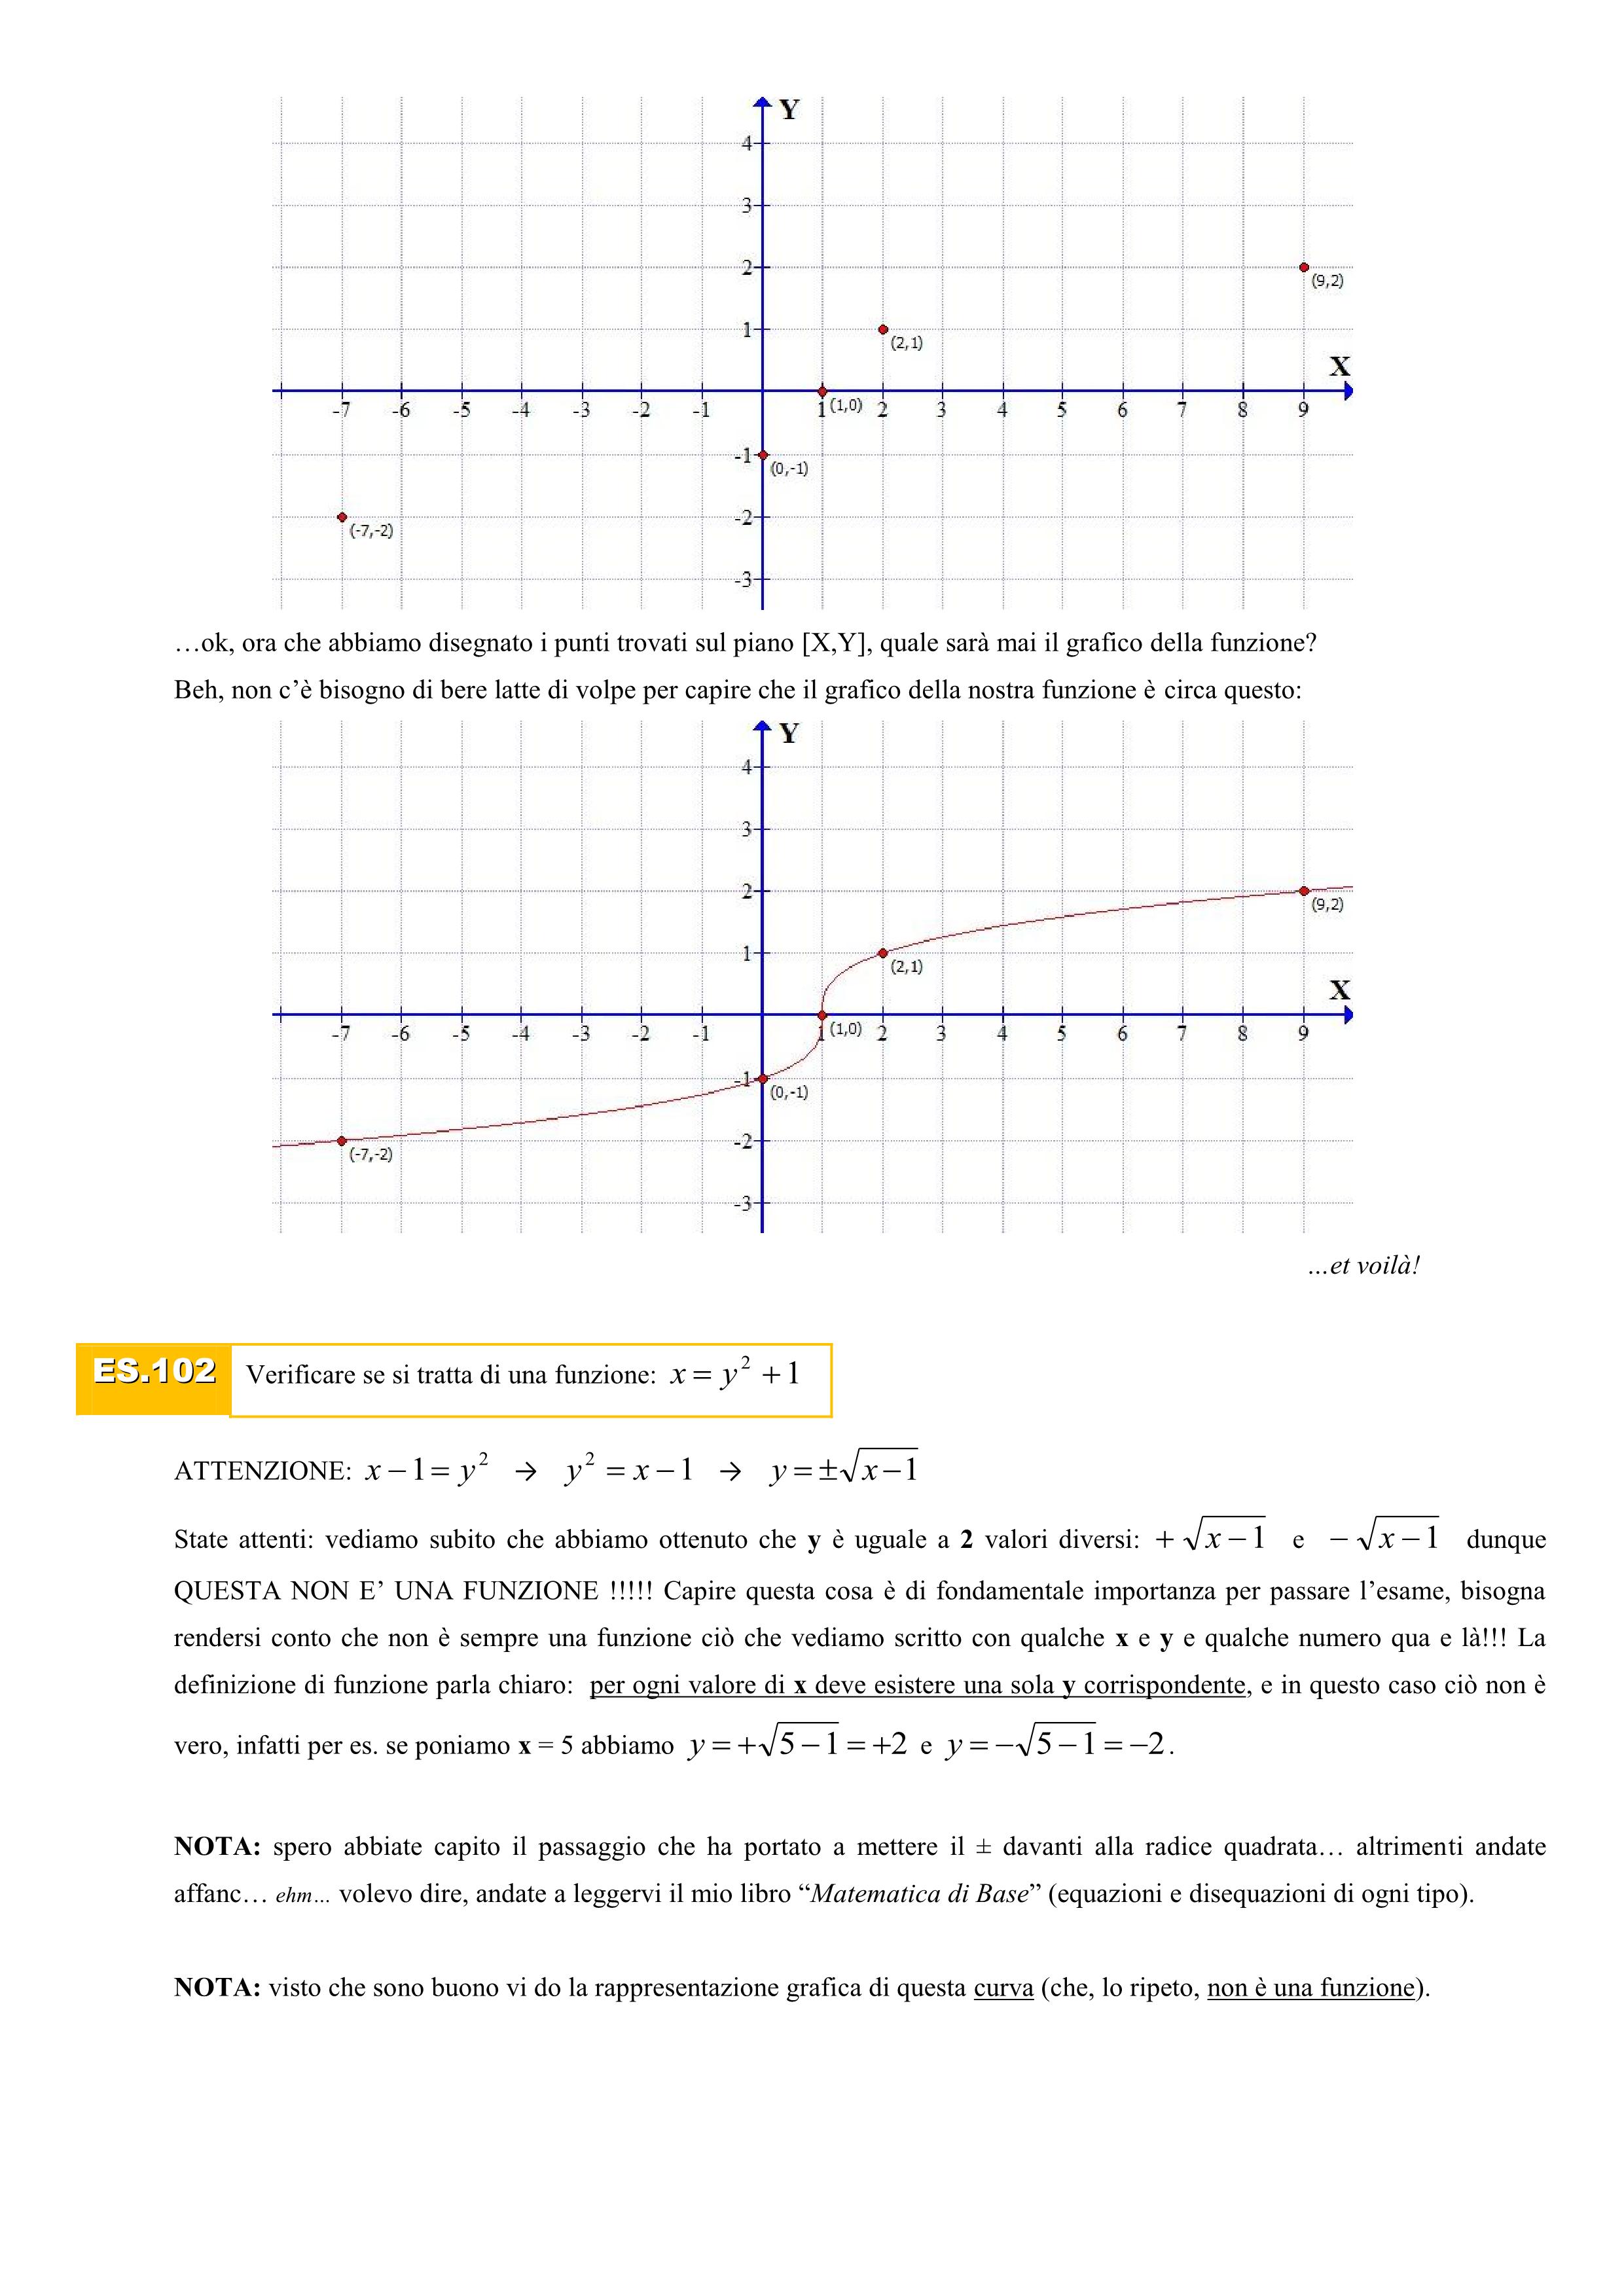 Y
4
3
2
(9,2)
1
(2,1)
X
-7 -6 -5 -4 -3 -2 -1 1 (1,0) 2 3 4 5 6 7 8 9
-1
(0,-1)
-2
(-7,-2)
-3
…ok, ora che abbiamo disegnato i punti trovati sul piano [X,Y], quale sarà mai il grafico della funzione?
Beh, non c’è bisogno di bere latte di volpe per capire che il grafico della nostra funzione è circa questo:
Y
4
3
2
(9,2)
1
(2,1)
X
-7 -6 -5 -4 -3 -2 -1 1 (1,0) 2 3 4 5 6 7 8 9
-1
(0,-1)
-2
(-7,-2)
-3
…et voilà!
ES.102 Verificare se si tratta di una funzione: x = y² + 1
ATTENZIONE: x − 1 = y² → y² = x − 1 → y = ±√(x−1)
State attenti: vediamo subito che abbiamo ottenuto che y è uguale a 2 valori diversi: + √(x−1) e − √(x−1) dunque
QUESTA NON E’ UNA FUNZIONE !!!!! Capire questa cosa è di fondamentale importanza per passare l’esame, bisogna
rendersi conto che non è sempre una funzione ciò che vediamo scritto con qualche x e y e qualche numero qua e là!!! La
definizione di funzione parla chiaro: per ogni valore di x deve esistere una sola y corrispondente, e in questo caso ciò non è
vero, infatti per es. se poniamo x = 5 abbiamo y = +√(5−1) = +2 e y = −√(5−1) = −2.
NOTA: spero abbiate capito il passaggio che ha portato a mettere il ± davanti alla radice quadrata… altrimenti andate
affanc… ehm… volevo dire, andate a leggervi il mio libro “Matematica di Base” (equazioni e disequazioni di ogni tipo).
NOTA: visto che sono buono vi do la rappresentazione grafica di questa curva (che, lo ripeto, non è una funzione).